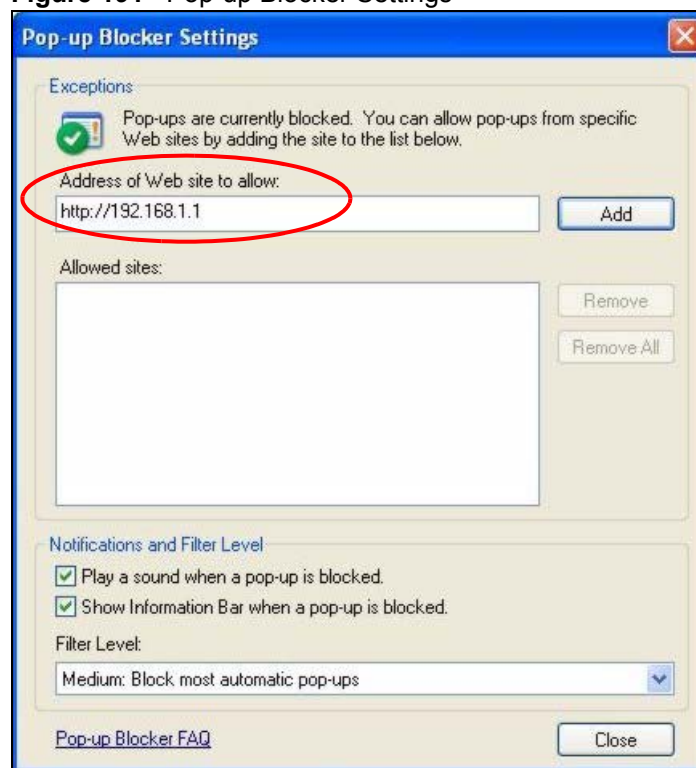 Pop-up Blocker Settings
Pop-up Blocker Settings
Exceptions
Pop-ups are currently blocked. You can allow pop-ups from specific
Web sites by adding the site to the list below.
Address of Web site to allow:
http://192.168.1.1
Add
Allowed sites:
Remove
Remove All
Notifications and Filter Level
Play a sound when a pop-up is blocked.
Show Information Bar when a pop-up is blocked.
Filter Level:
Medium: Block most automatic pop-ups
Pop-up Blocker FAQ
Close